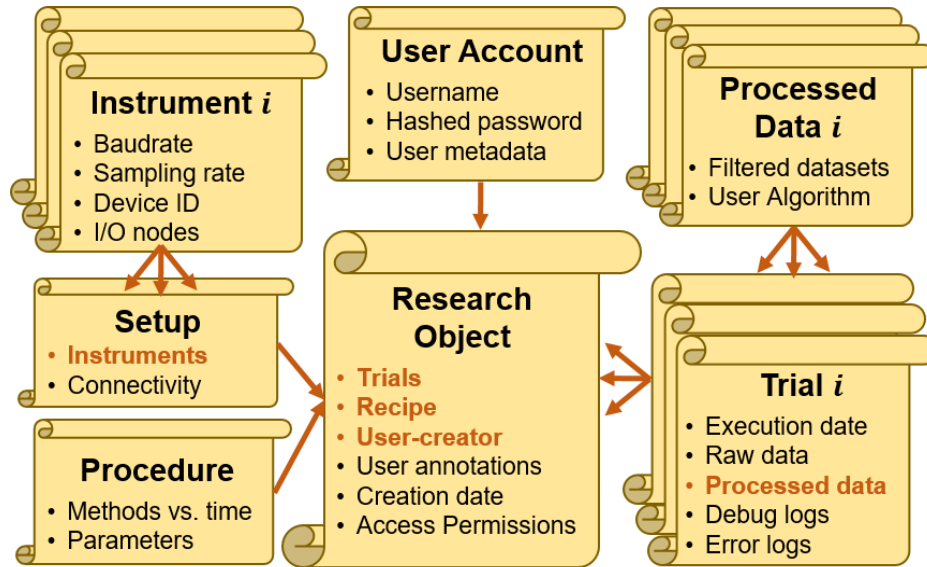 Instrument i
• Baudrate
• Sampling rate
• Device ID
• I/O nodes
User Account
• Username
• Hashed password
• User metadata
Processed
Data i
• Filtered datasets
• User Algorithm
Setup
• Instruments
• Connectivity
Procedure
• Methods vs. time
• Parameters
Research
Object
• Trials
• Recipe
• User-creator
• User annotations
• Creation date
• Access Permissions
Trial i
• Execution date
• Raw data
• Processed data
• Debug logs
• Error logs